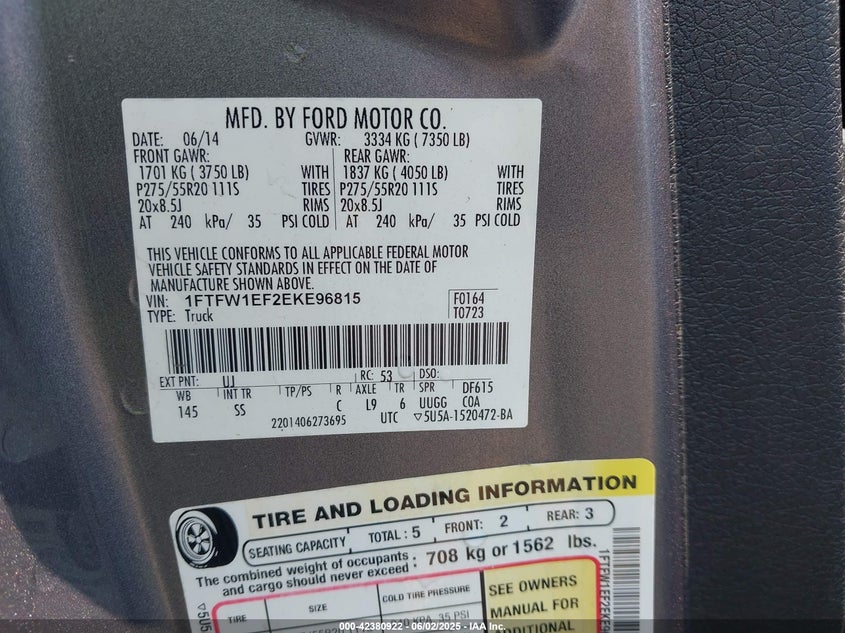 MFD. BY FORD MOTOR CO.
DATE: 06/14 GVWR: 3334 KG ( 7350 LB)
FRONT GAWR: REAR GAWR:
1701 KG ( 3750 LB) WITH 1837 KG ( 4050 LB) WITH
P275/55R20 111S TIRES P275/55R20 111S TIRES
20x8.5J RIMS 20x8.5J RIMS
AT 240 kPa/ 35 PSI COLD AT 240 kPa/ 35 PSI COLD
THIS VEHICLE CONFORMS TO ALL APPLICABLE FEDERAL MOTOR
VEHICLE SAFETY STANDARDS IN EFFECT ON THE DATE OF
MANUFACTURE SHOWN ABOVE.
VIN: 1FTFW1EF2EKE96815 F0164
TYPE: Truck T0723
EXT PNT: UJ RC: 53 DSO:
WB INT TR TP/PS R AXLE TR SPR DF615
145 SS C L9 6 UUGG COA
2201406273695 UTC ▽5U5A-1520472-BA
TIRE AND LOADING INFORMATION
SEATING CAPACITY TOTAL : 5 FRONT: 2 REAR: 3
The combined weight of occupants
and cargo should never exceed : 708 kg or 1562 lbs.
TIRE SIZE COLD TIRE PRESSURE SEE OWNERS
35 PSI MANUAL FOR
000-42380922 - 06/02/2025 - IAA Inc.